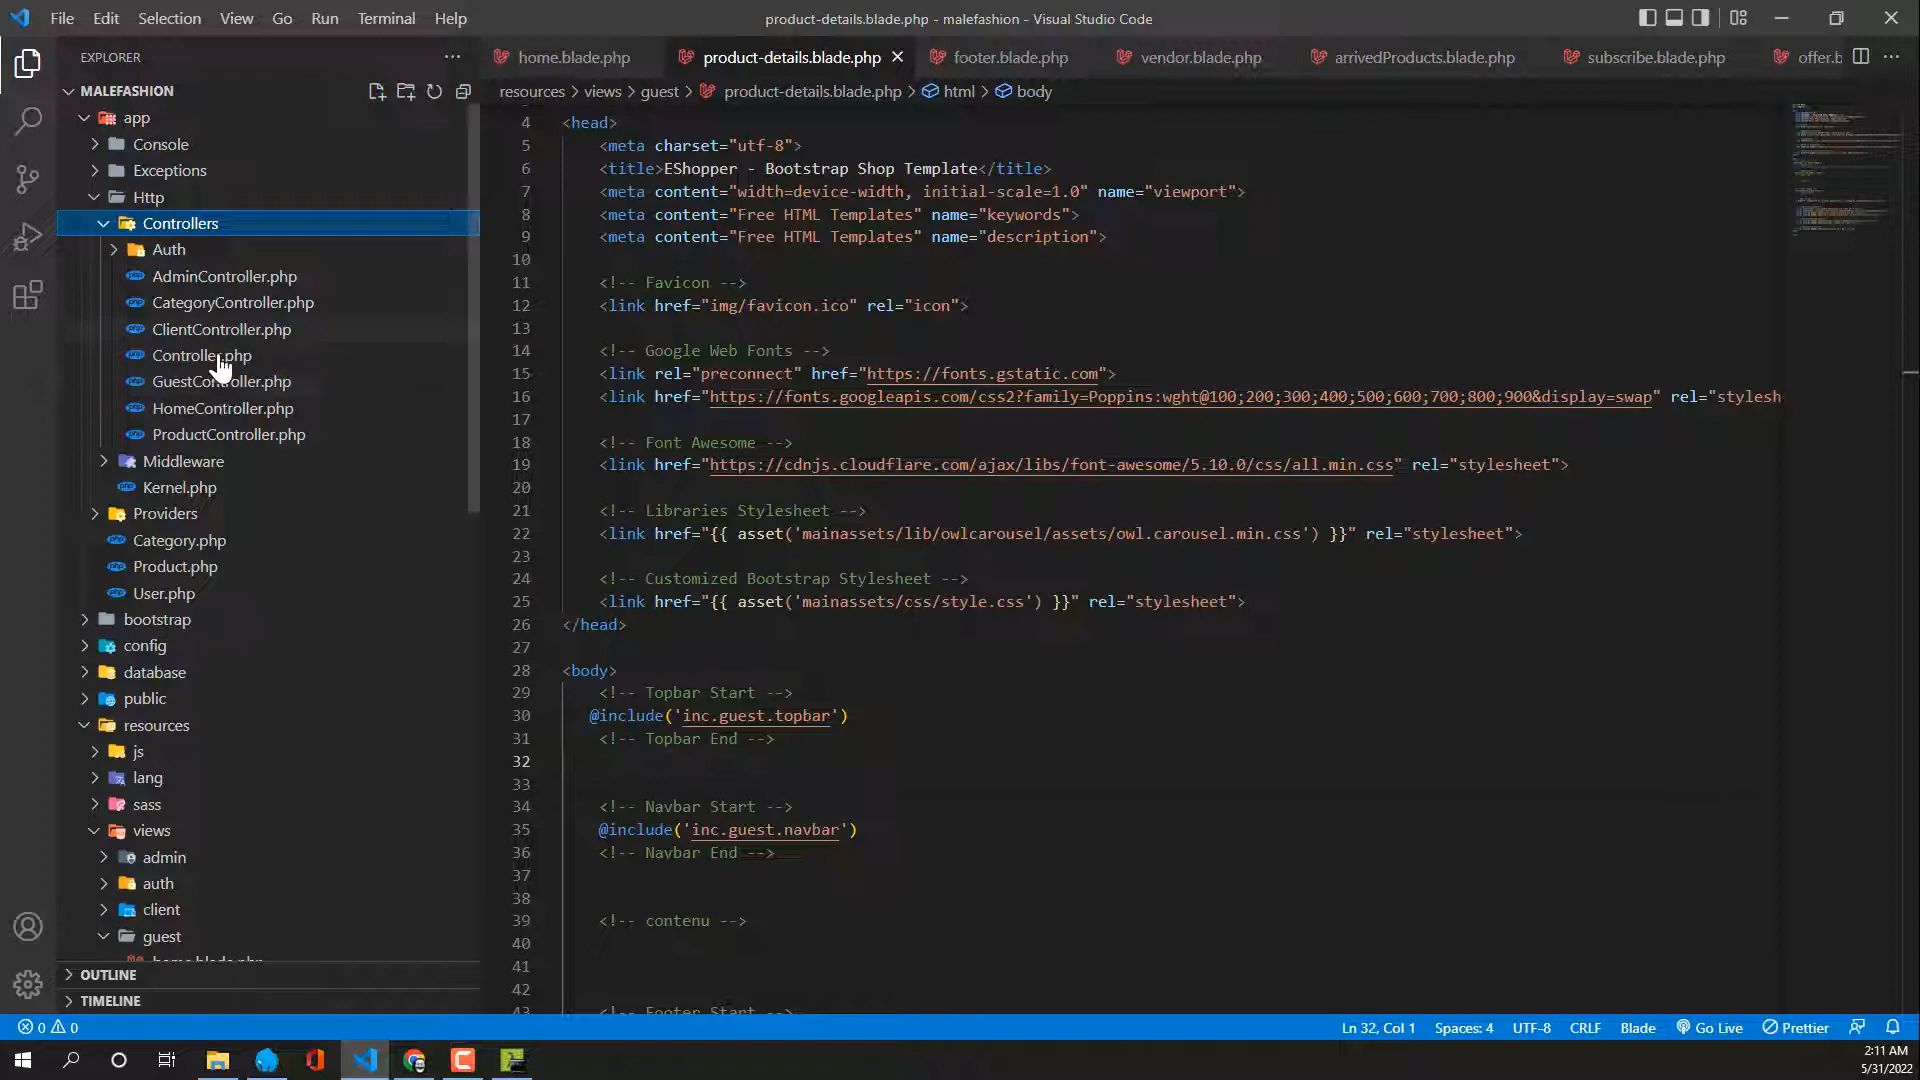 File Edit Selection View Go Run Terminal Help
product-details.blade.php - malefashion - Visual Studio Code
EXPLORER
home.blade.php product-details.blade.php footer.blade.php vendor.blade.php arrivedProducts.blade.php subscribe.blade.php offer.b
MALEFASHION
resources > views > guest > product-details.blade.php > html > body
app
Console
Exceptions
Http
Controllers
Auth
AdminController.php
CategoryController.php
ClientController.php
Controller.php
GuestController.php
HomeController.php
ProductController.php
Middleware
Kernel.php
Providers
Category.php
Product.php
User.php
bootstrap
config
database
public
resources
js
lang
sass
views
admin
auth
client
guest
home.blade.php
OUTLINE
TIMELINE
4 <head>
5 <meta charset="utf-8">
6 <title>EShopper - Bootstrap Shop Template</title>
7 <meta content="width=device-width, initial-scale=1.0" name="viewport">
8 <meta content="Free HTML Templates" name="keywords">
9 <meta content="Free HTML Templates" name="description">
10
11 <!-- Favicon -->
12 <link href="img/favicon.ico" rel="icon">
13
14 <!-- Google Web Fonts -->
15 <link rel="preconnect" href="https://fonts.gstatic.com">
16 <link href="https://fonts.googleapis.com/css2?family=Poppins:wght@100;200;300;400;500;600;700;800;900&display=swap" rel="stylesh
17
18 <!-- Font Awesome -->
19 <link href="https://cdnjs.cloudflare.com/ajax/libs/font-awesome/5.10.0/css/all.min.css" rel="stylesheet">
20
21 <!-- Libraries Stylesheet -->
22 <link href="{{ asset('mainassets/lib/owlcarousel/assets/owl.carousel.min.css') }}" rel="stylesheet">
23
24 <!-- Customized Bootstrap Stylesheet -->
25 <link href="{{ asset('mainassets/css/style.css') }}" rel="stylesheet">
26 </head>
27
28 <body>
29 <!-- Topbar Start -->
30 @include('inc.guest.topbar')
31 <!-- Topbar End -->
32
33
34 <!-- Navbar Start -->
35 @include('inc.guest.navbar')
36 <!-- Navbar End -->
37
38
39 <!-- contenu -->
40
41
42
43 <!-- Footer Start -->
0 0
Ln 32, Col 1 Spaces: 4 UTF-8 CRLF Blade Go Live Prettier
2:11 AM
5/31/2022